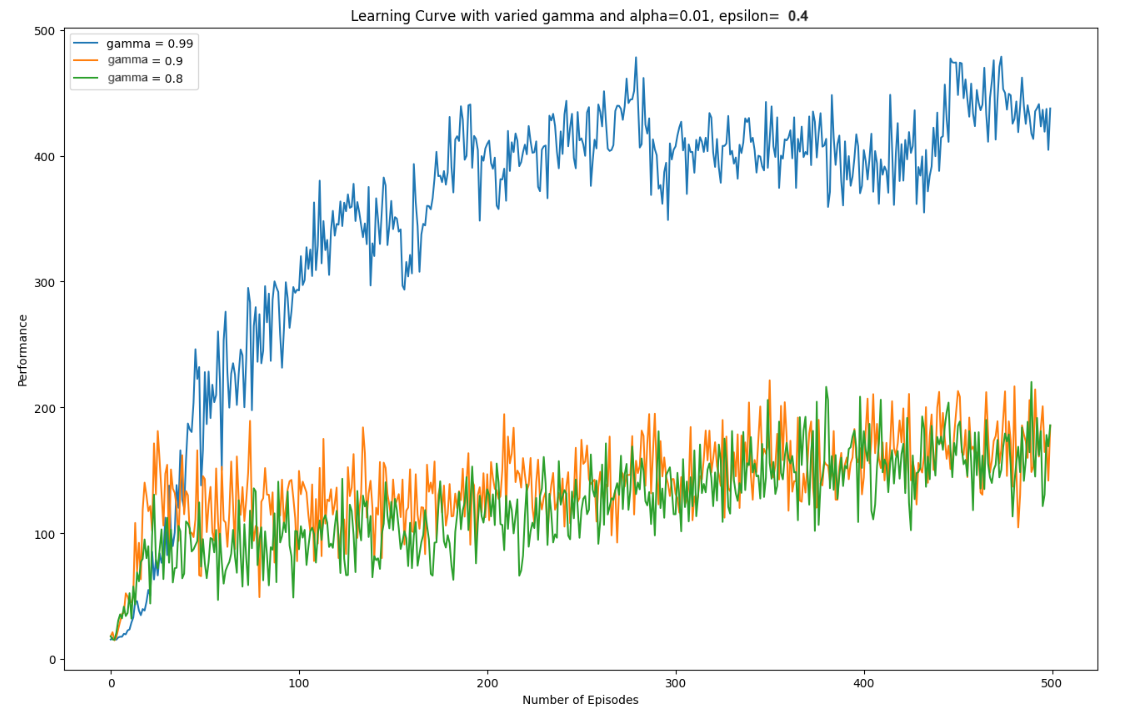 Learning Curve with varied gamma and alpha=0.01, epsilon= 0.4
500
gamma = 0.99
gamma = 0.9
gamma = 0.8
400
300
Performance
200
100
0
0 100 200 300 400 500
Number of Episodes